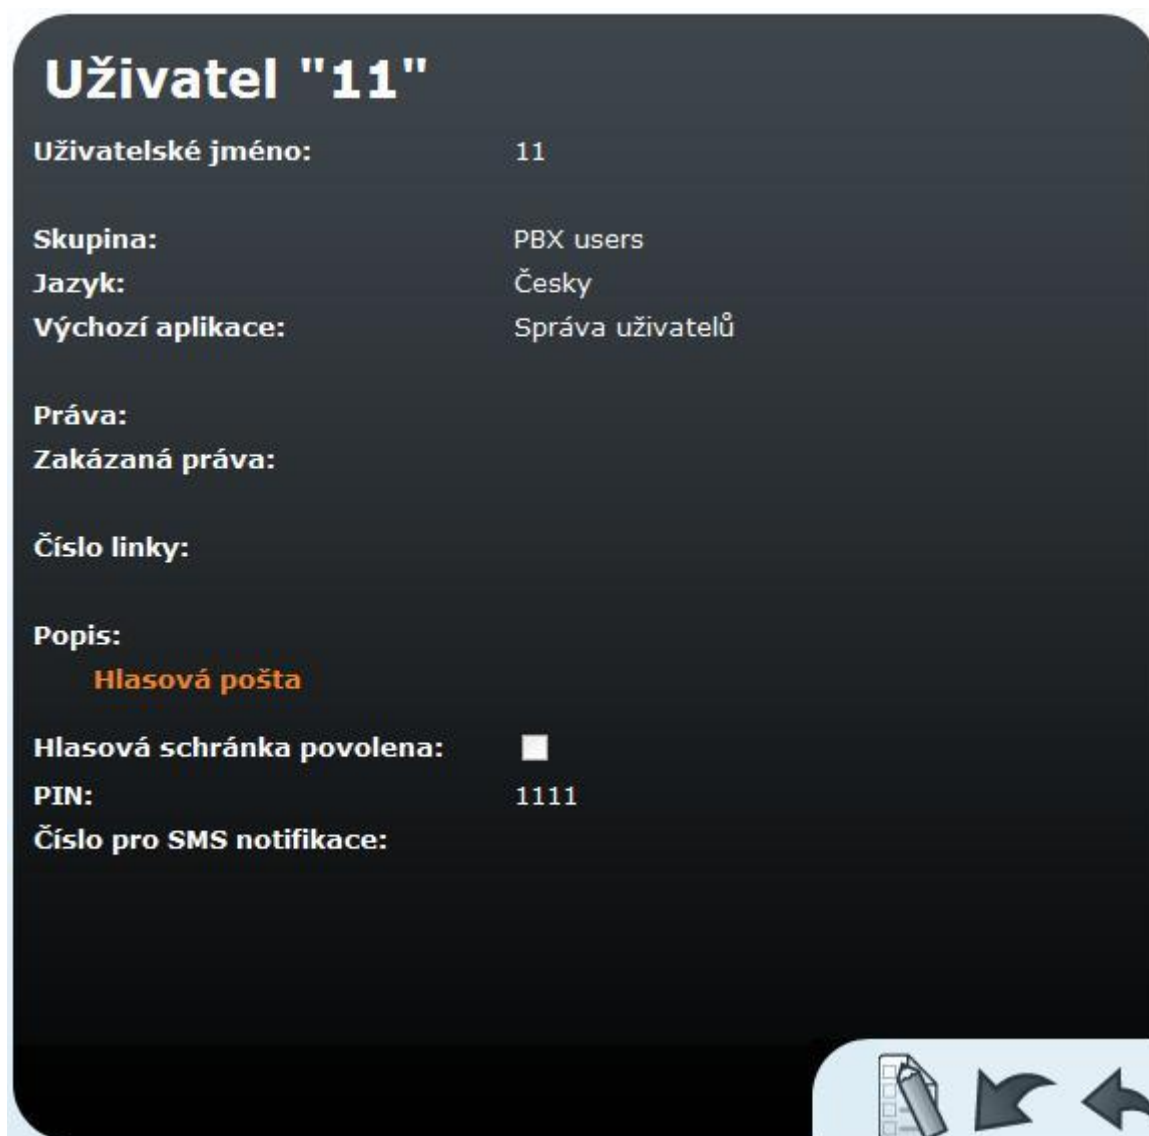 Uživatel "11"
Uživatelské jméno: 11
Skupina: PBX users
Jazyk: Česky
Výchozí aplikace: Správa uživatelů
Práva:
Zakázaná práva:
Číslo linky:
Popis:
Hlasová pošta
Hlasová schránka povolena:
PIN: 1111
Číslo pro SMS notifikace: